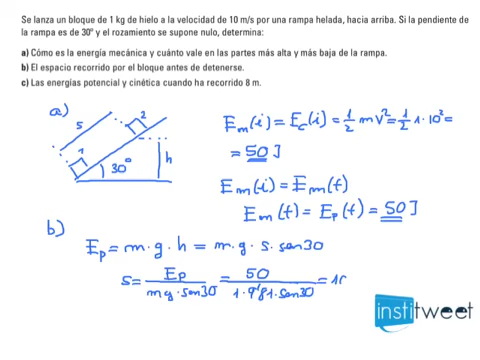 Se lanza un bloque de 1 kg de hielo a la velocidad de 10 m/s por una rampa helada, hacia arriba. Si la pendiente de
la rampa es de 30º y el rozamiento se supone nulo, determina:
a) Cómo es la energía mecánica y cuánto vale en las partes más alta y más baja de la rampa.
b) El espacio recorrido por el bloque antes de detenerse.
c) Las energías potencial y cinética cuando ha recorrido 8 m.
a)
s
2
1
30°
h
Em(i) = Ec(i) = 1/2 mv² = 1/2 1·10² =
= 50 J
Em(i) = Em(f)
Em(f) = Ep(f) = 50 J
b)
Ep = m·g·h = m·g·s·sen30
s = Ep / mg·sen30 = 50 / 1·9'81·sen30 = 10
institweet